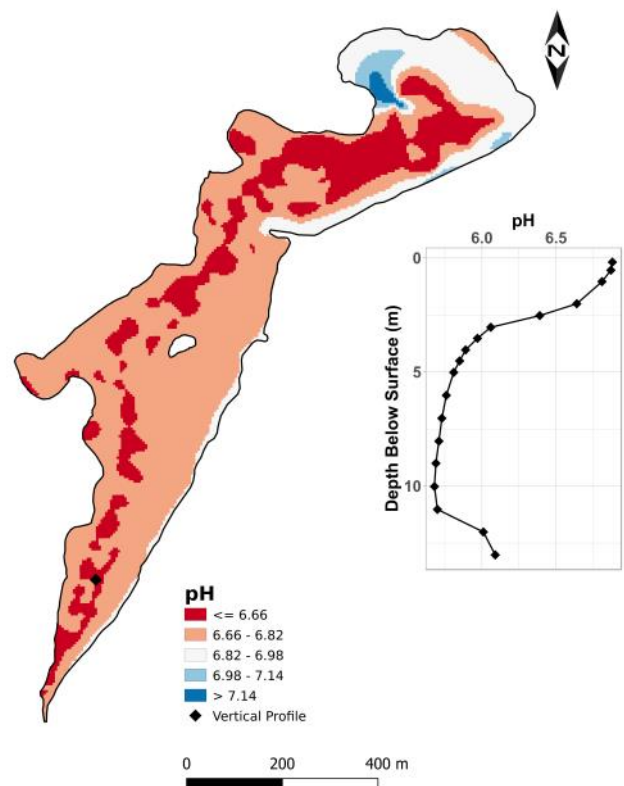 N
pH
6.0 6.5
0
5
10
Depth Below Surface (m)
pH
<= 6.66
6.66 - 6.82
6.82 - 6.98
6.98 - 7.14
> 7.14
Vertical Profile
0 200 400 m